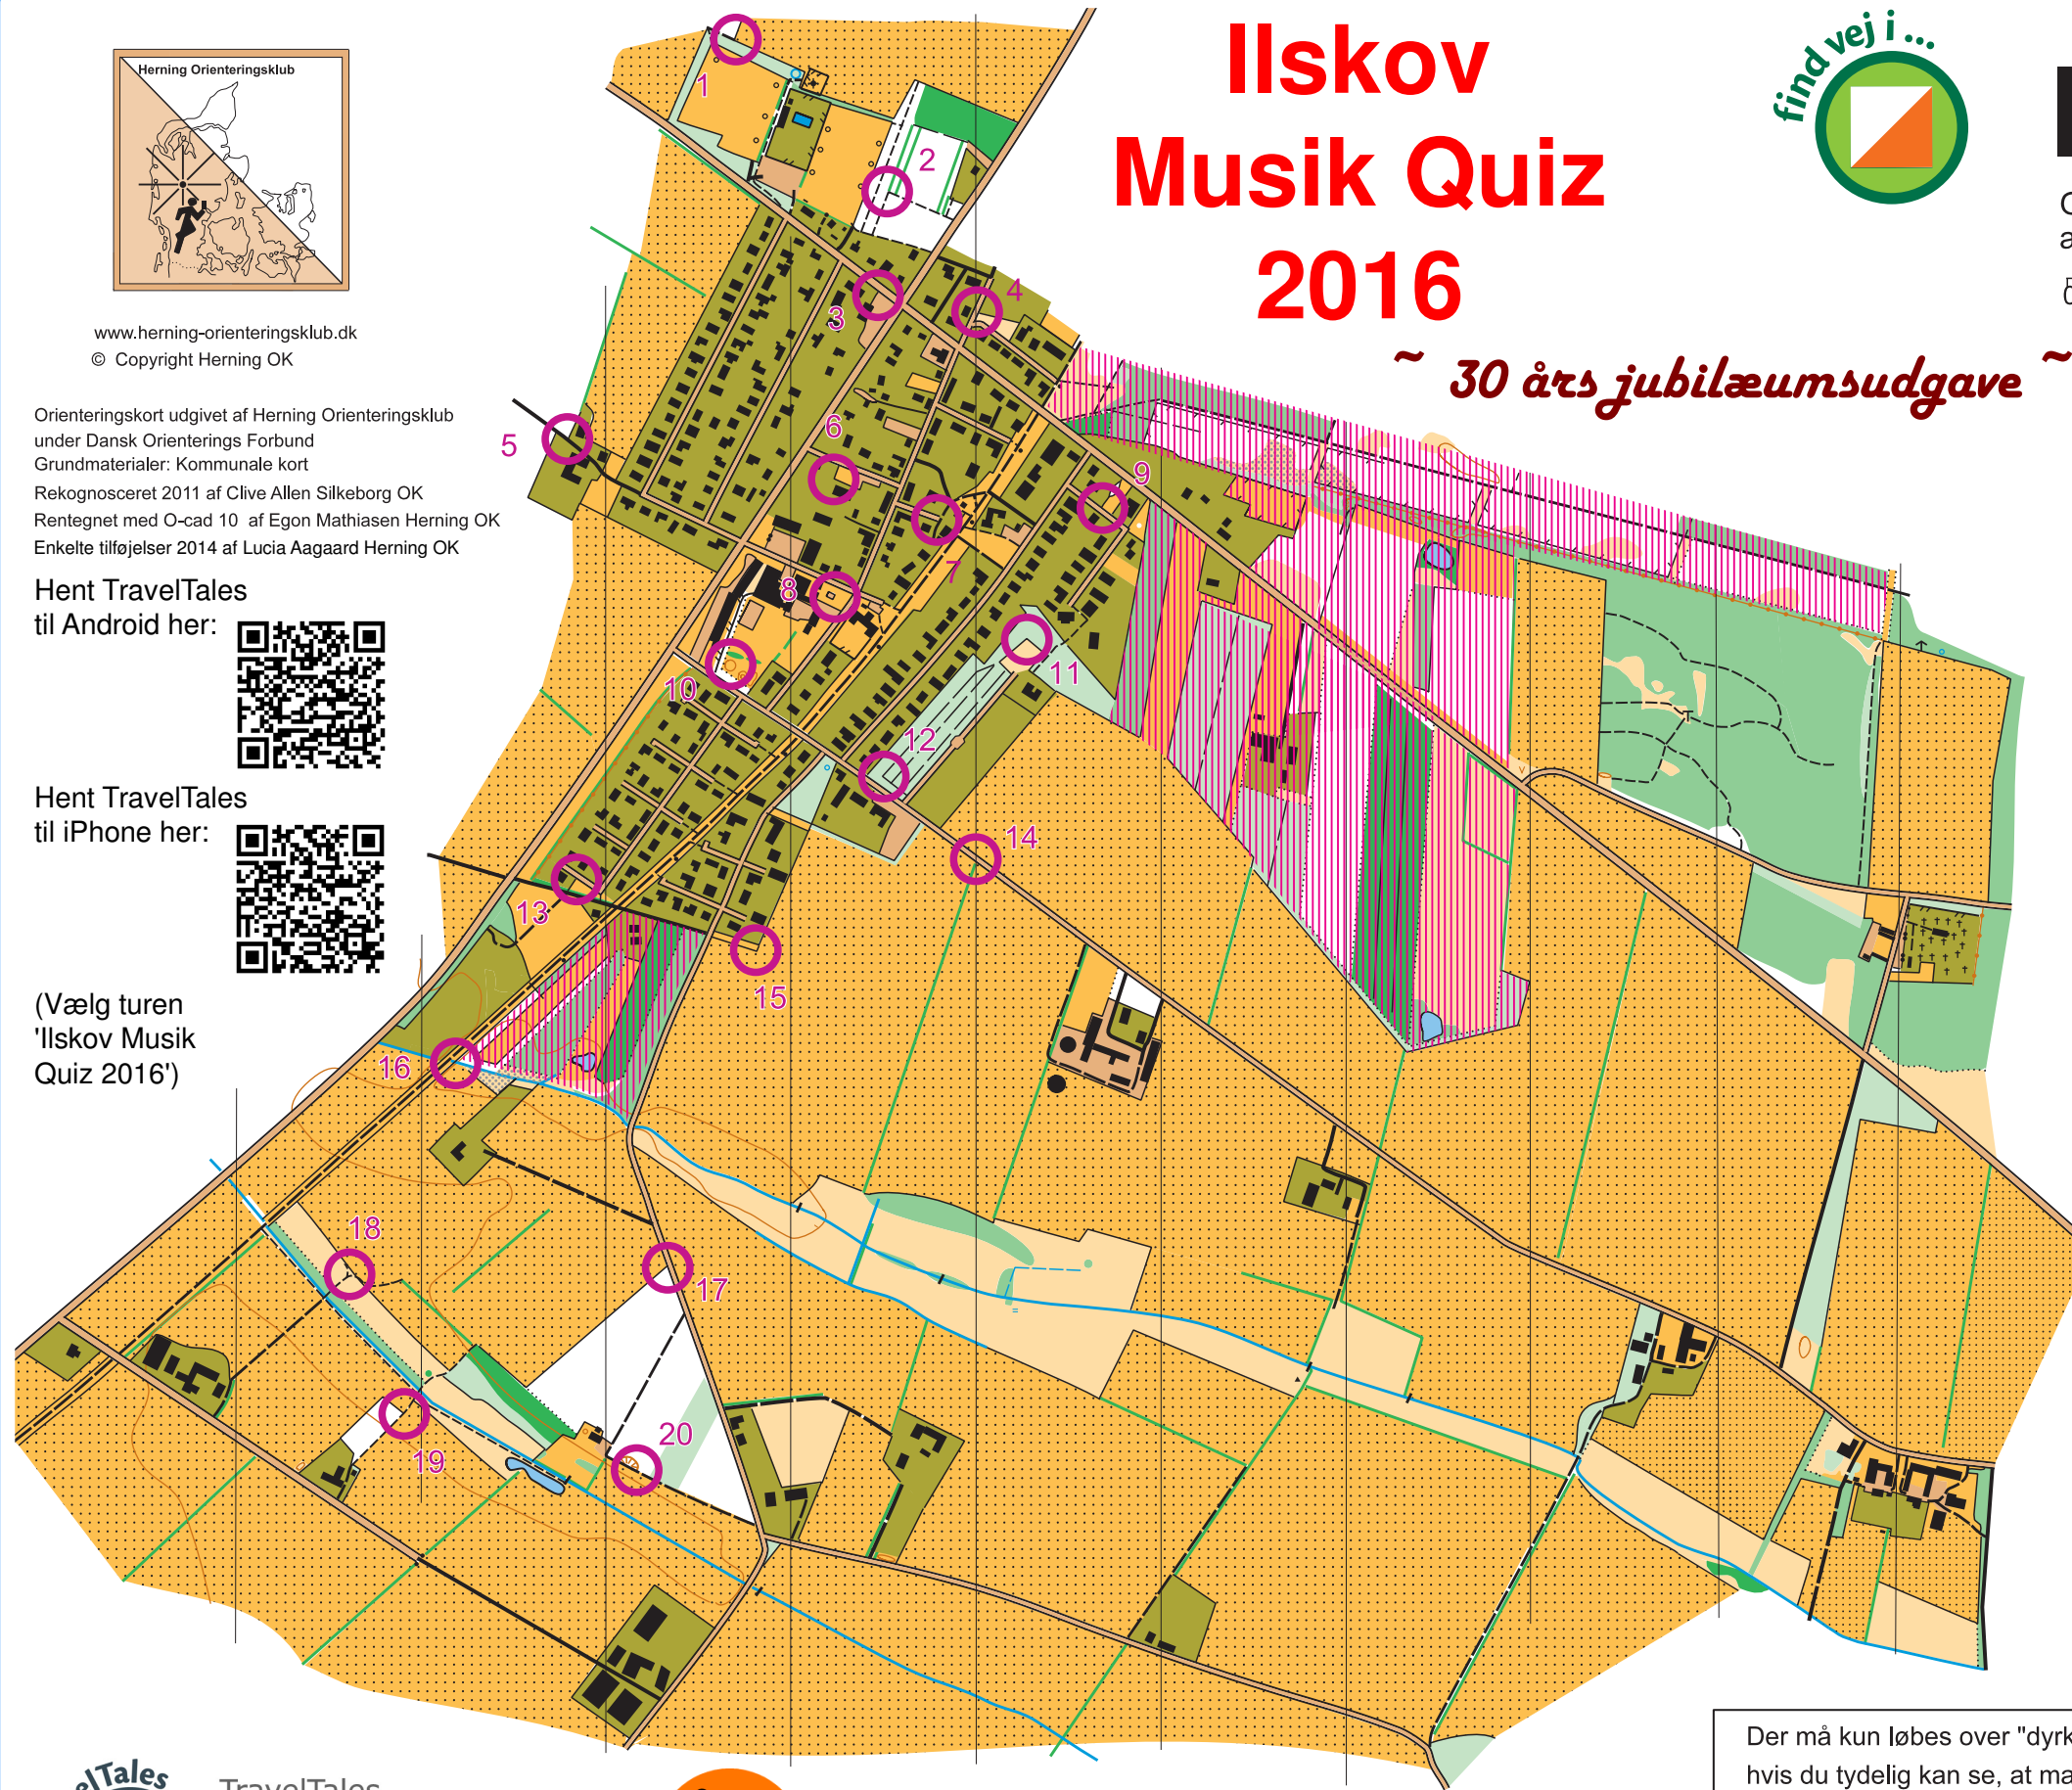 Herning Orienteringsklub
www.herning-orienteringsklub.dk
© Copyright Herning OK
Orienteringskort udgivet af Herning Orienteringsklub
under Dansk Orienterings Forbund
Grundmaterialer: Kommunale kort
Rekognosceret 2011 af Clive Allen Silkeborg OK
Rentegnet med O-cad 10 af Egon Mathiasen Herning OK
Enkelte tilføjelser 2014 af Lucia Aagaard Herning OK
Hent TravelTales
til Android her:
Hent TravelTales
til iPhone her:
(Vælg turen
'Ilskov Musik
Quiz 2016')
Ilskov
Musik Quiz
2016
~ 30 års jubilæumsudgave ~
find vej i ...
1
2
3
4
5
6
7
8
9
10
11
12
13
14
15
16
17
18
19
20
TravelTales
Der må kun løbes over "dyrk
hvis du tydelig kan se, at ma